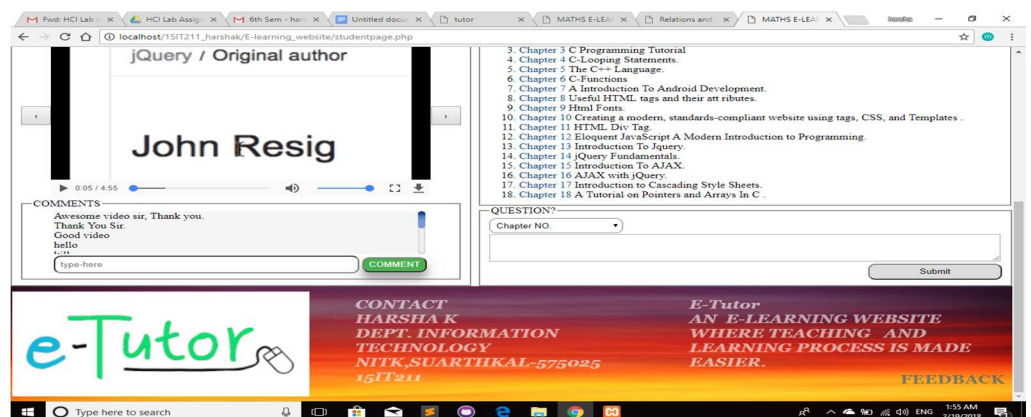 Fwd: HCI Lab A
HCI Lab Assign
6th Sem - hars
Untitled docu
tutor
MATHS E-LEA
Relations and
MATHS E-LEA
harsha
localhost/15IT211_harshak/E-learning_website/studentpage.php
jQuery / Original author
John Resig
0:05 / 4:55
COMMENTS
Awesome video sir, Thank you.
Thank You Sir.
Good video
hello
type-here
COMMENT
3. Chapter 3 C Programming Tutorial
4. Chapter 4 C-Looping Statements.
5. Chapter 5 The C++ Language.
6. Chapter 6 C-Functions
7. Chapter 7 A Introduction To Android Development.
8. Chapter 8 Useful HTML tags and their att ributes.
9. Chapter 9 Html Fonts.
10. Chapter 10 Creating a modern, standards-compliant website using tags, CSS, and Templates .
11. Chapter 11 HTML Div Tag.
12. Chapter 12 Eloquent JavaScript A Modern Introduction to Programming.
13. Chapter 13 Introduction To Jquery.
14. Chapter 14 jQuery Fundamentals.
15. Chapter 15 Introduction To AJAX.
16. Chapter 16 AJAX with jQuery.
17. Chapter 17 Introduction to Cascading Style Sheets.
18. Chapter 18 A Tutorial on Pointers and Arrays In C .
QUESTION?
Chapter NO.
Submit
e-Tutor
CONTACT
HARSHA K
DEPT. INFORMATION
TECHNOLOGY
NITK,SUARTHKAL-575025
15IT211
E-Tutor
AN E-LEARNING WEBSITE
WHERE TEACHING AND
LEARNING PROCESS IS MADE
EASIER.
FEEDBACK
Type here to search
ENG
1:55 AM
2/19/2018